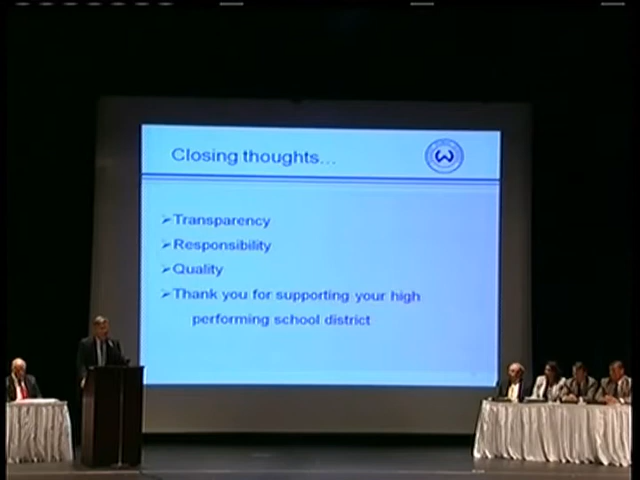 Closing thoughts...
➢Transparency
➢Responsibility
➢Quality
➢Thank you for supporting your high
performing school district